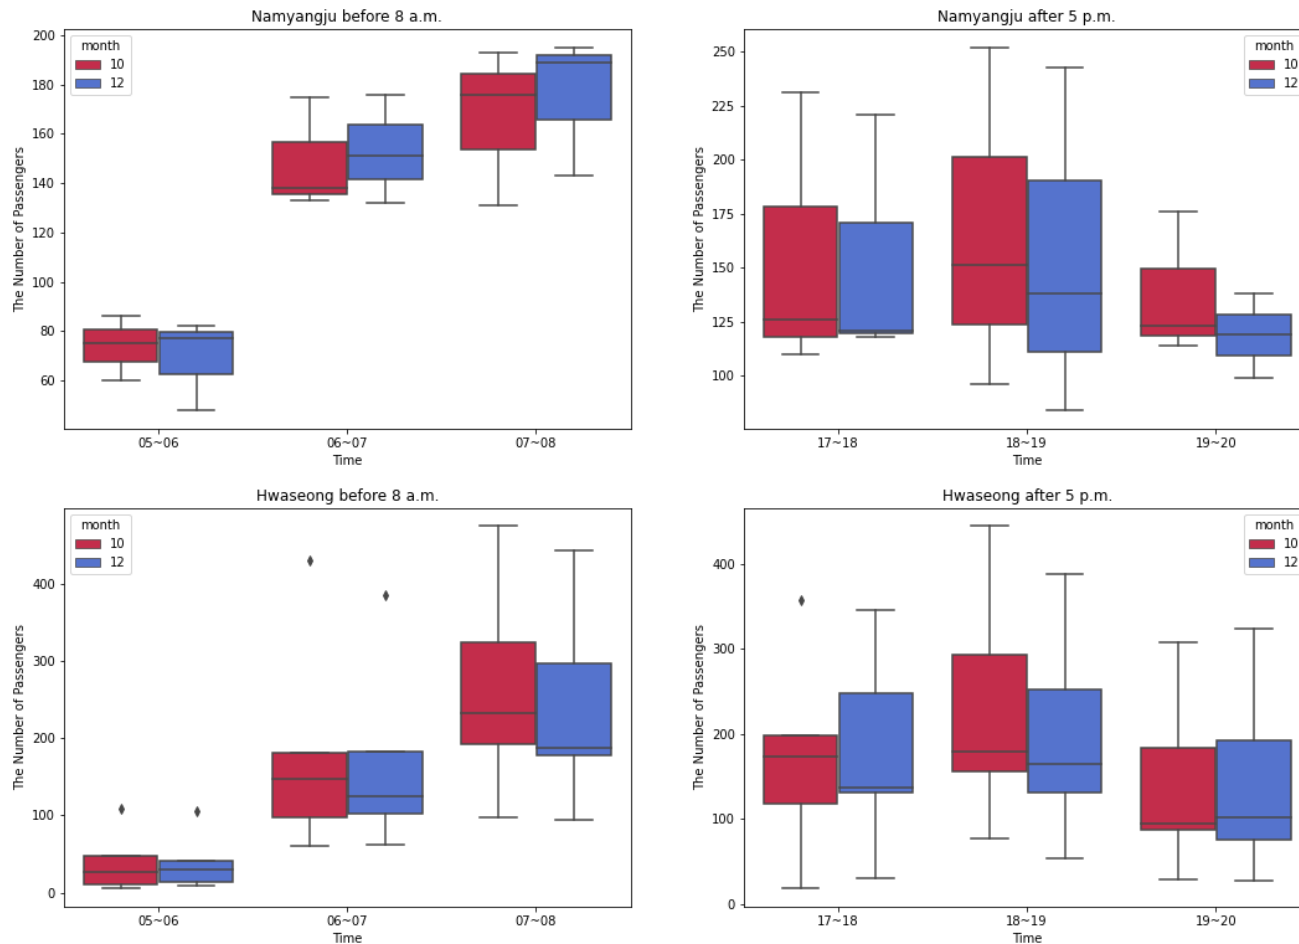 Namyangju before 8 a.m.
The Number of Passengers
200
180
160
140
120
100
80
60
month
10
12
05~06
06~07
07~08
Time
Namyangju after 5 p.m.
The Number of Passengers
250
225
200
175
150
125
100
month
10
12
17~18
18~19
19~20
Time
Hwaseong before 8 a.m.
The Number of Passengers
400
300
200
100
0
month
10
12
05~06
06~07
07~08
Time
Hwaseong after 5 p.m.
The Number of Passengers
400
300
200
100
0
month
10
12
17~18
18~19
19~20
Time